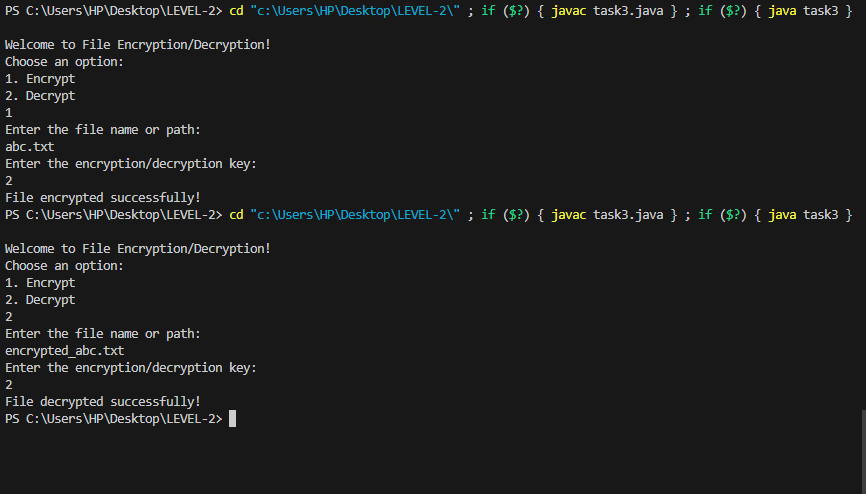 PS C:\Users\HP\Desktop\LEVEL-2> cd "c:\Users\HP\Desktop\LEVEL-2\" ; if ($?) { javac task3.java } ; if ($?) { java task3 }
Welcome to File Encryption/Decryption!
Choose an option:
1. Encrypt
2. Decrypt
1
Enter the file name or path:
abc.txt
Enter the encryption/decryption key:
2
File encrypted successfully!
PS C:\Users\HP\Desktop\LEVEL-2> cd "c:\Users\HP\Desktop\LEVEL-2\" ; if ($?) { javac task3.java } ; if ($?) { java task3 }
Welcome to File Encryption/Decryption!
Choose an option:
1. Encrypt
2. Decrypt
2
Enter the file name or path:
encrypted_abc.txt
Enter the encryption/decryption key:
2
File decrypted successfully!
PS C:\Users\HP\Desktop\LEVEL-2>